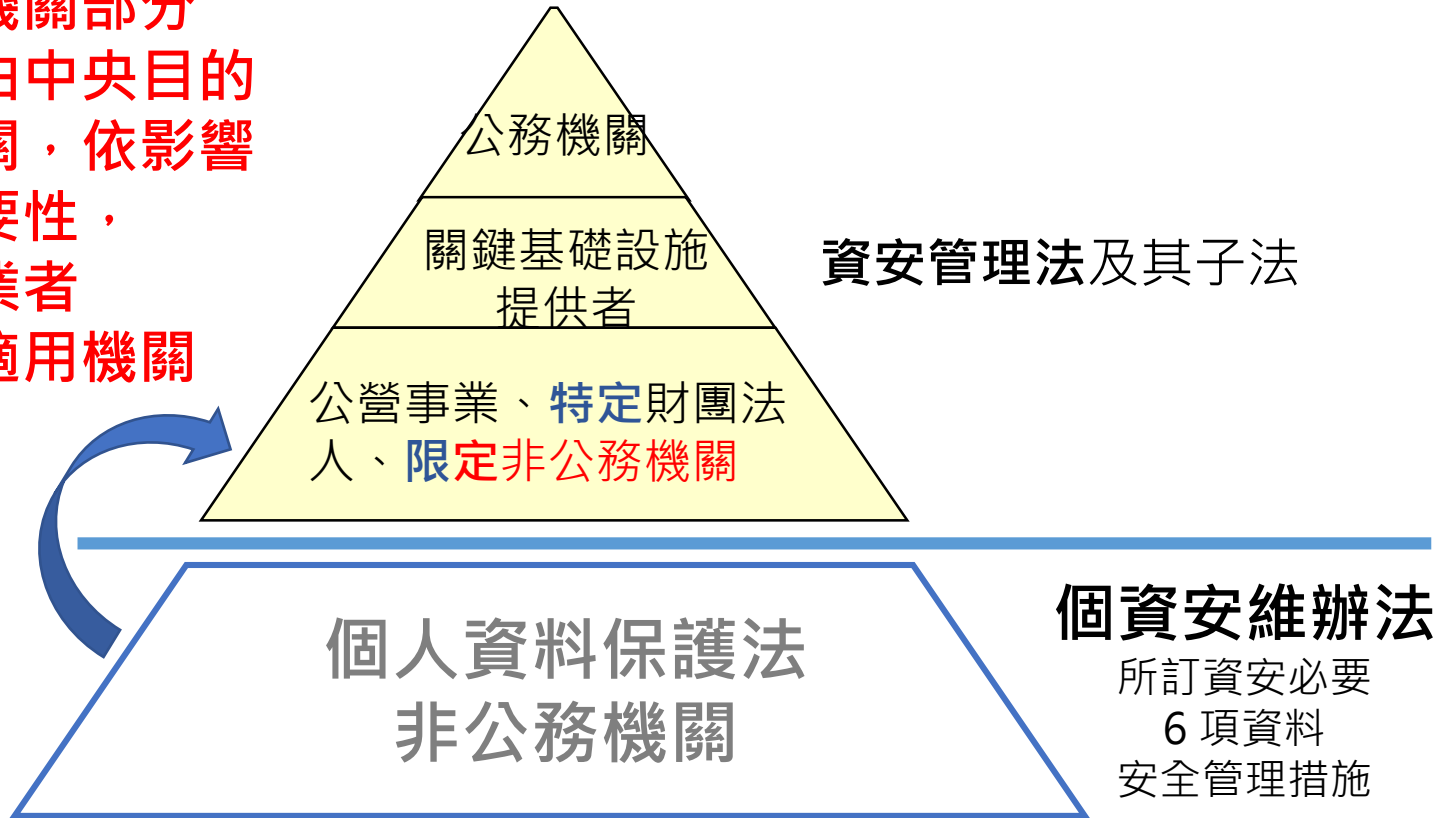 機關部分
由中央目的
關，依影響
要性，
業者
適用機關
公務機關
關鍵基礎設施
提供者
資安管理法及其子法
公營事業、特定財團法
人、限定非公務機關
個人資料保護法
非公務機關
個資安維辦法
所訂資安必要
6 項資料
安全管理措施